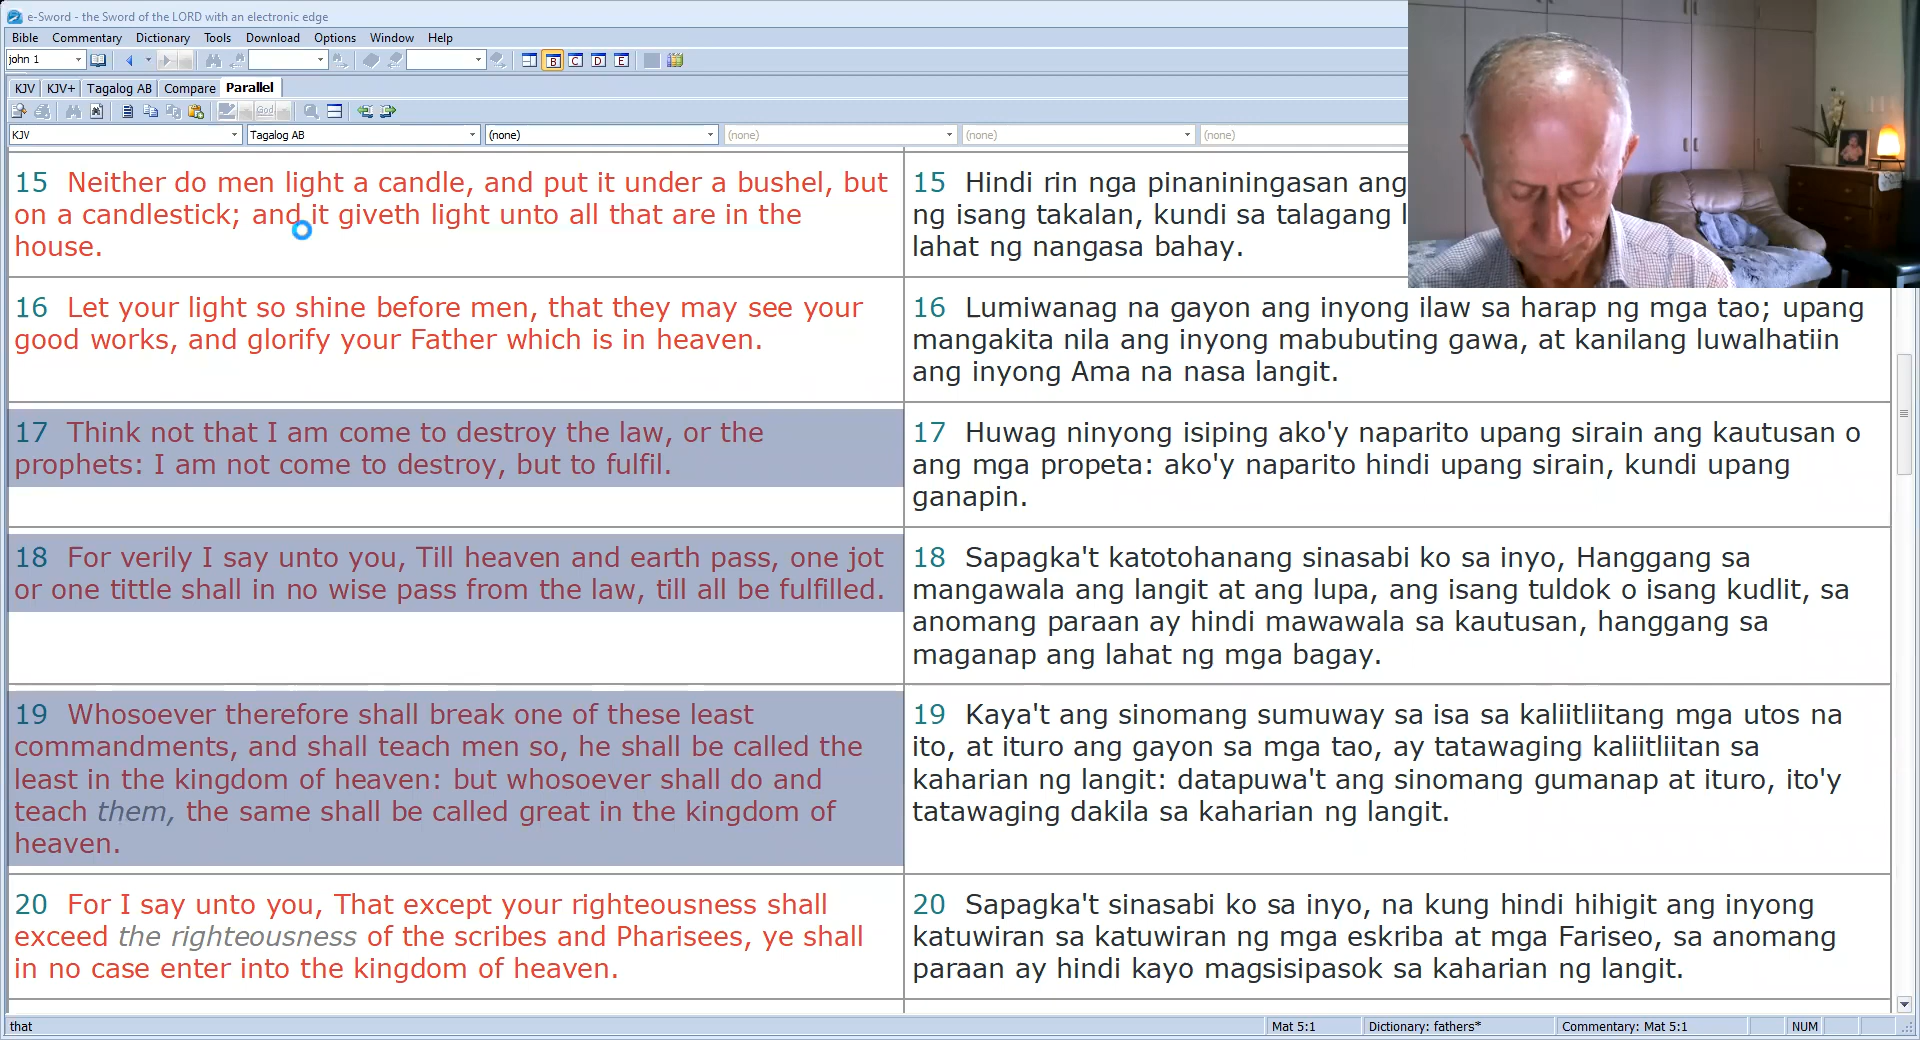 e-Sword - the Sword of the LORD with an electronic edge
Bible Commentary Dictionary Tools Download Options Window Help
john 1
B C D E
KJV KJV+ Tagalog AB Compare Parallel
God
KJV Tagalog AB (none) (none) (none) (none)
15 Neither do men light a candle, and put it under a bushel, but
on a candlestick; and it giveth light unto all that are in the
house.
15 Hindi rin nga pinaniningasan ang
ng isang takalan, kundi sa talagang
lahat ng nangasa bahay.
16 Let your light so shine before men, that they may see your
good works, and glorify your Father which is in heaven.
16 Lumiwanag na gayon ang inyong ilaw sa harap ng mga tao; upang
mangakita nila ang inyong mabubuting gawa, at kanilang luwalhatiin
ang inyong Ama na nasa langit.
17 Think not that I am come to destroy the law, or the
prophets: I am not come to destroy, but to fulfil.
17 Huwag ninyong isiping ako'y naparito upang sirain ang kautusan o
ang mga propeta: ako'y naparito hindi upang sirain, kundi upang
ganapin.
18 For verily I say unto you, Till heaven and earth pass, one jot
or one tittle shall in no wise pass from the law, till all be fulfilled.
18 Sapagka't katotohanang sinasabi ko sa inyo, Hanggang sa
mangawala ang langit at ang lupa, ang isang tuldok o isang kudlit, sa
anomang paraan ay hindi mawawala sa kautusan, hanggang sa
maganap ang lahat ng mga bagay.
19 Whosoever therefore shall break one of these least
commandments, and shall teach men so, he shall be called the
least in the kingdom of heaven: but whosoever shall do and
teach them, the same shall be called great in the kingdom of
heaven.
19 Kaya't ang sinomang sumuway sa isa sa kaliitliitang mga utos na
ito, at ituro ang gayon sa mga tao, ay tatawaging kaliitliitan sa
kaharian ng langit: datapuwa't ang sinomang gumanap at ituro, ito'y
tatawaging dakila sa kaharian ng langit.
20 For I say unto you, That except your righteousness shall
exceed the righteousness of the scribes and Pharisees, ye shall
in no case enter into the kingdom of heaven.
20 Sapagka't sinasabi ko sa inyo, na kung hindi hihigit ang inyong
katuwiran sa katuwiran ng mga eskriba at mga Fariseo, sa anomang
paraan ay hindi kayo magsisipasok sa kaharian ng langit.
that Mat 5:1 Dictionary: fathers* Commentary: Mat 5:1 NUM